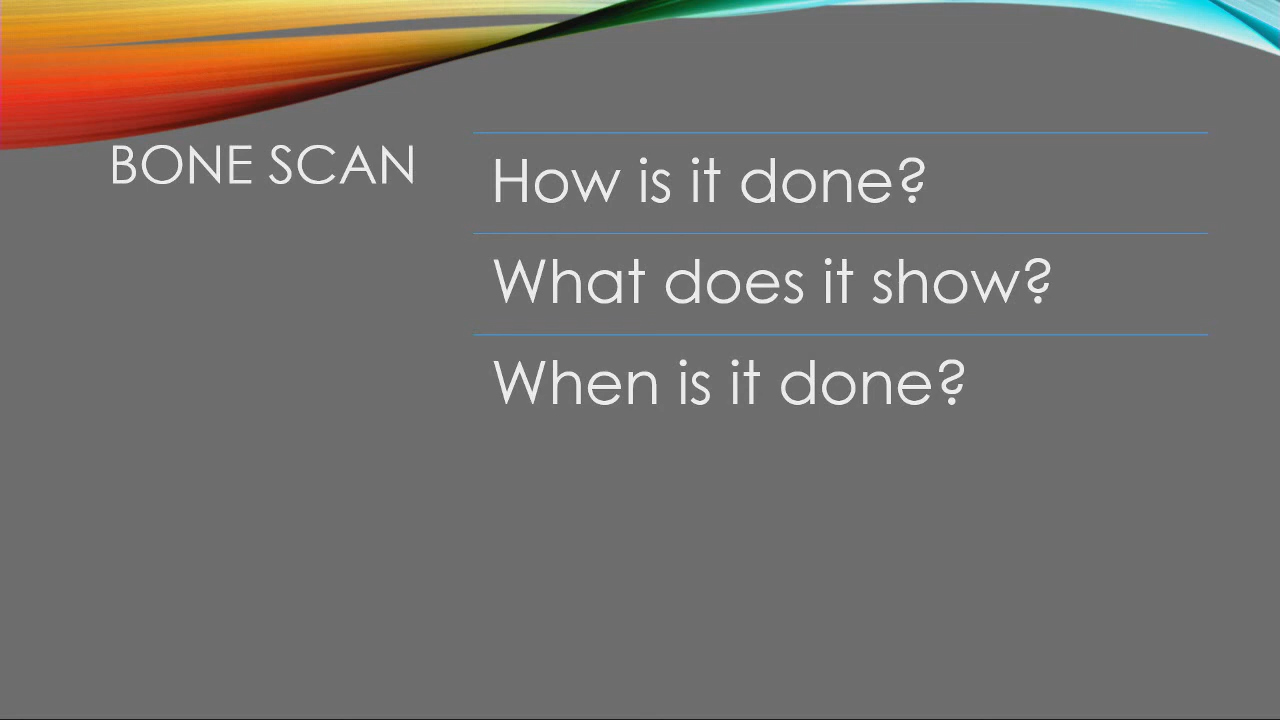 BONE SCAN
How is it done?
What does it show?
When is it done?